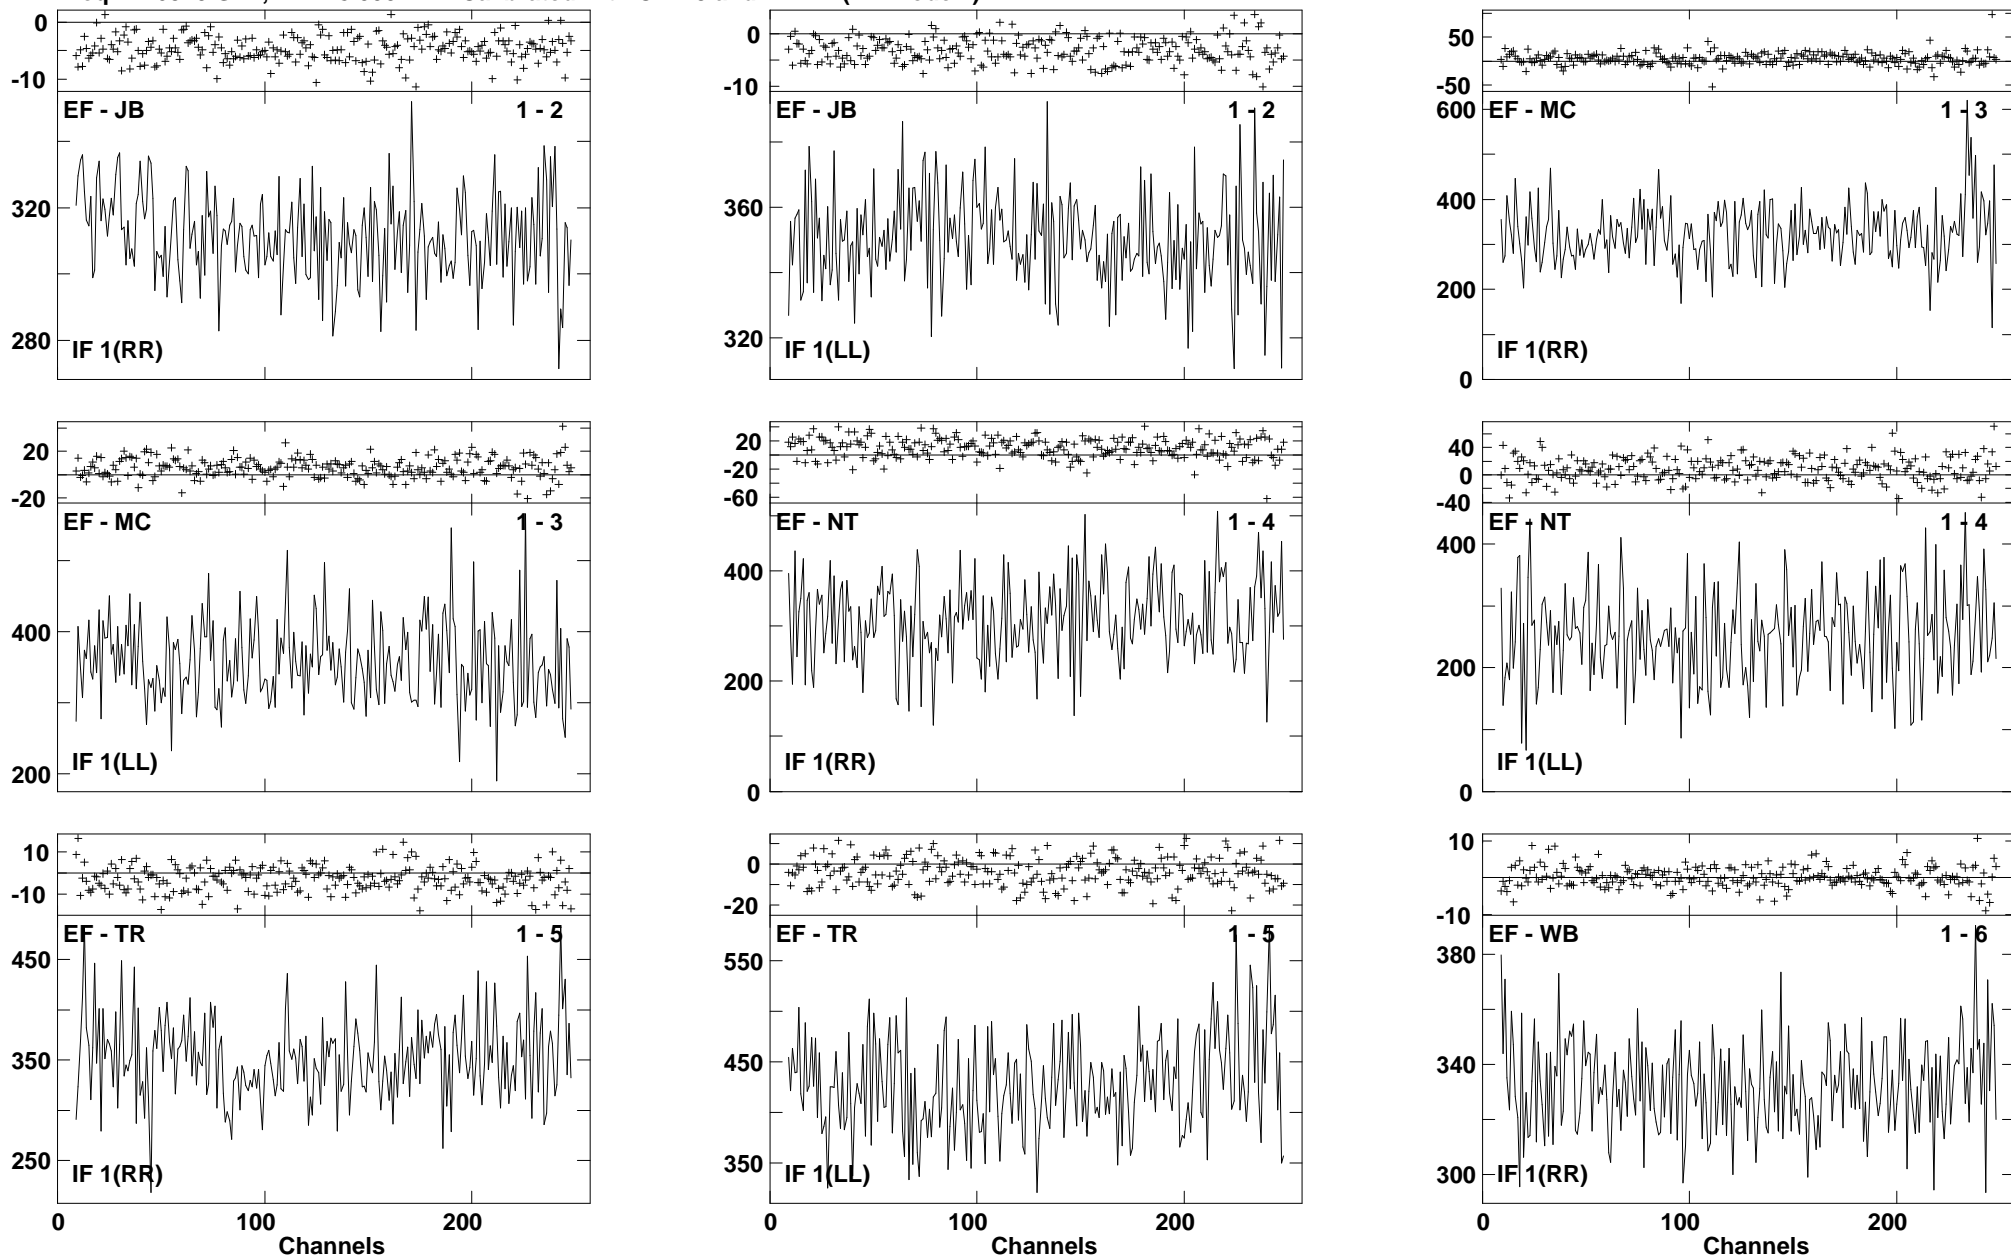 0
-10
EF - JB 1 - 2
320
280
IF 1(RR)
0
-10
EF - JB 1 - 2
360
320
IF 1(LL)
50
-50
600
EF - MC 1 - 3
400
200
0
IF 1(RR)
20
-20
EF - MC 1 - 3
400
200
IF 1(LL)
20
-20
-60
EF - NT 1 - 4
400
200
0
IF 1(RR)
40
0
-40
EF - NT 1 - 4
400
200
0
IF 1(LL)
10
-10
EF - TR 1 - 5
450
350
250
IF 1(RR)
0 100 200
Channels
0
-20
EF - TR 1 - 5
550
450
350
IF 1(LL)
0 100 200
Channels
10
-10
EF - WB 1 - 6
380
340
300
IF 1(RR)
0 100 200
Channels